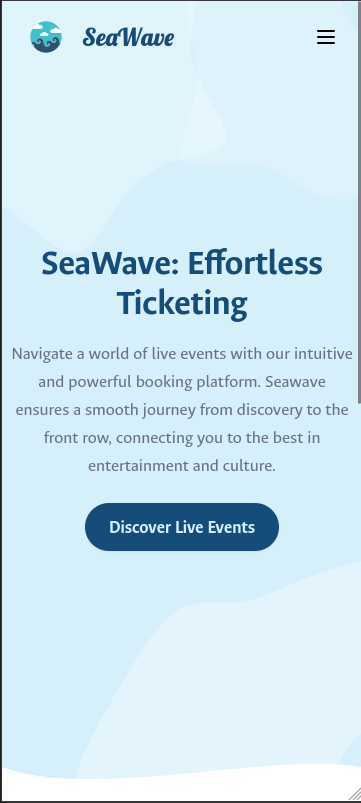 SeaWave
SeaWave: Effortless
Ticketing
Navigate a world of live events with our intuitive
and powerful booking platform. Seawave
ensures a smooth journey from discovery to the
front row, connecting you to the best in
entertainment and culture.
Discover Live Events